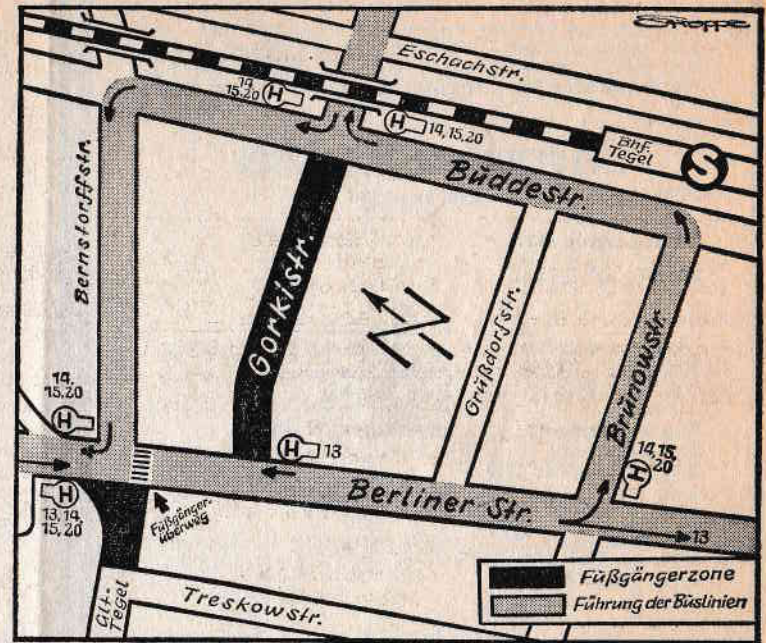 Eschachstr.
14,
15.20
H
H 14,15,20
Bhf.
Tegel
S
Buddestr.
Bernstorffstr.
Gorkistr.
N
Grußdorfstr.
Brunowstr.
14,
15.20
H
H 13
14,15,
20
H
Berliner Str.
H
13,14,
15,20
Fußgänger-
überweg
13
Alt-
Tegel
Treskowstr.
Fußgängerzone
Führung der Buslinien